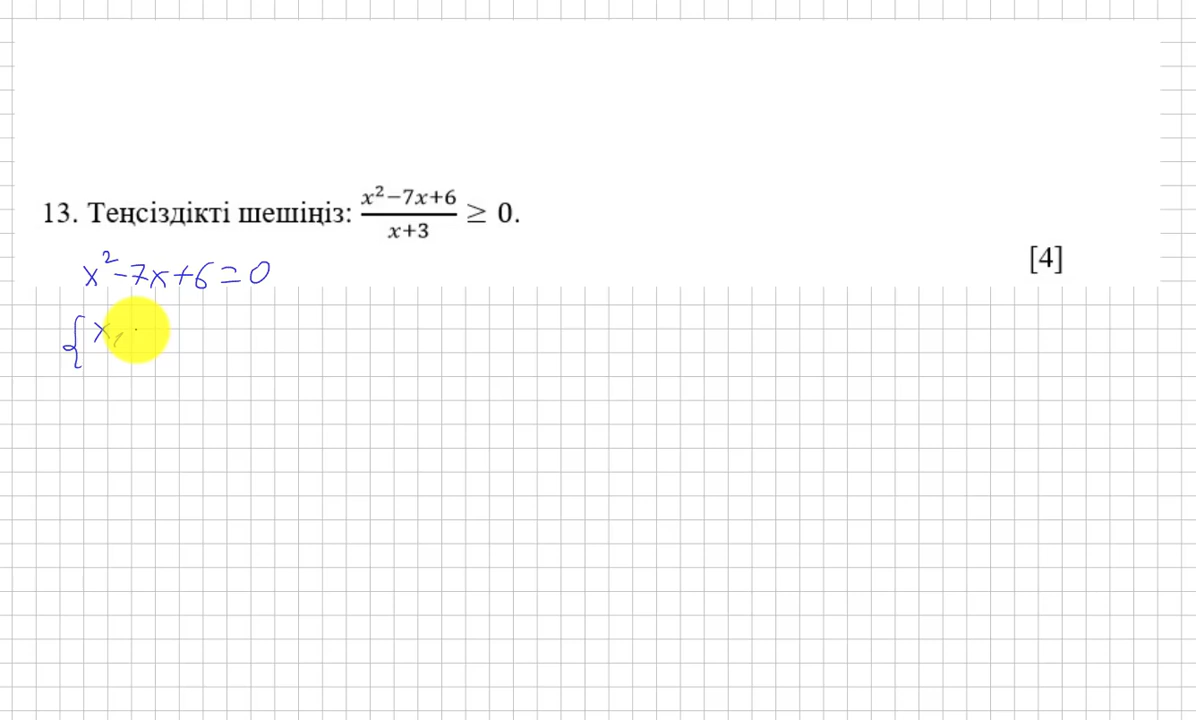 13. Теңсіздікті шешіңіз: x²−7x+6 / x+3 ≥ 0.
[4]
x²-7x+6=0
{x₁